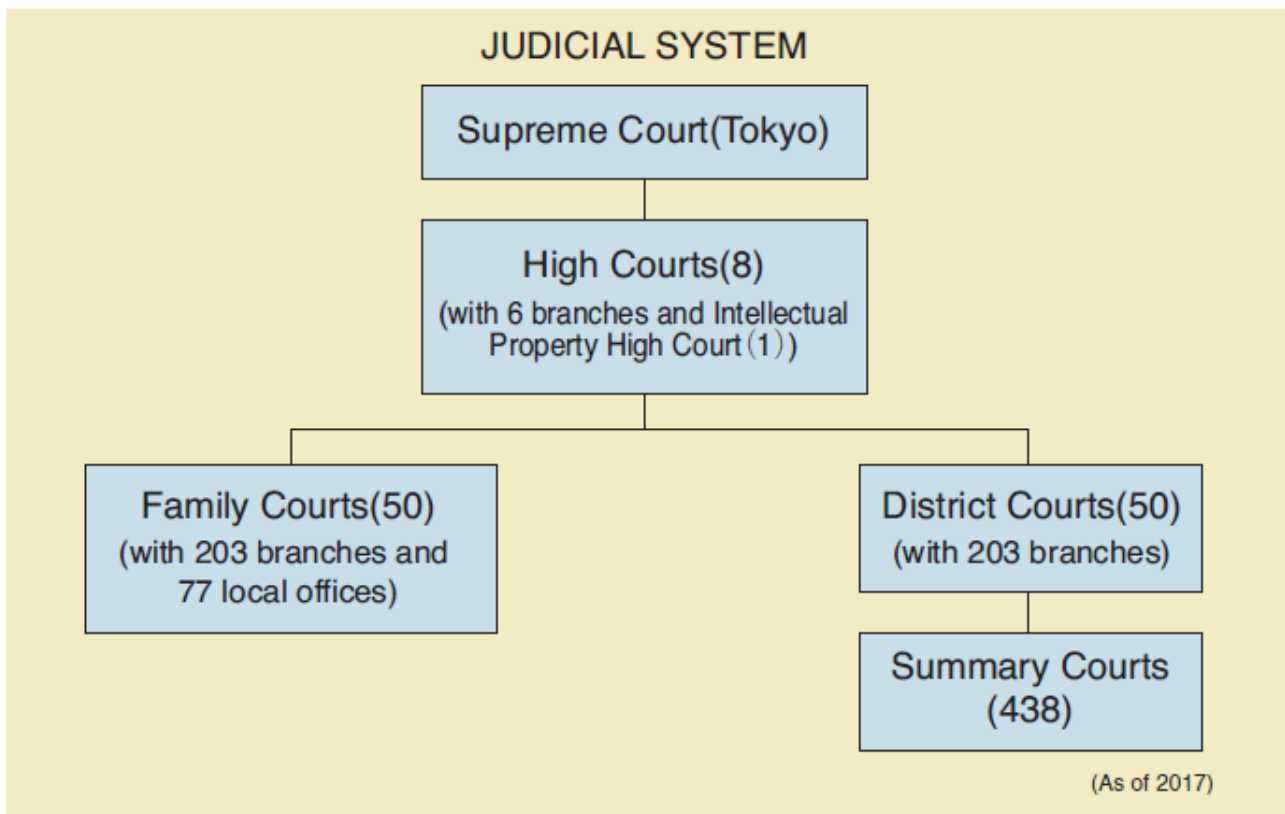 JUDICIAL SYSTEM
Supreme Court(Tokyo)
High Courts(8)
(with 6 branches and Intellectual
Property High Court（1）)
Family Courts(50)
(with 203 branches and
77 local offices)
District Courts(50)
(with 203 branches)
Summary Courts
(438)
(As of 2017)